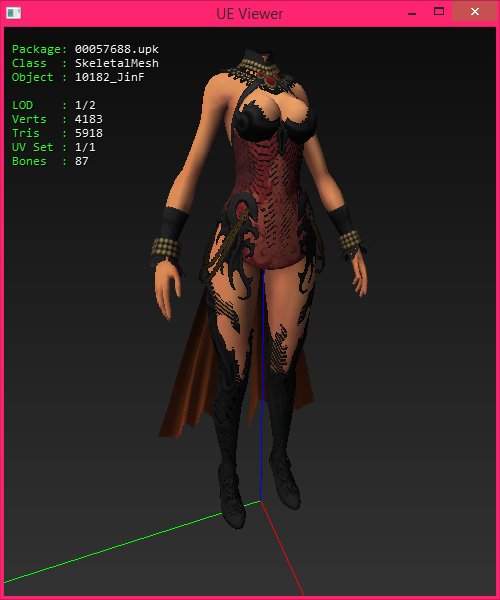 UE Viewer
Package: 00057688.upk
Class : SkeletalMesh
Object : 10182_JinF
LOD : 1/2
Verts : 4183
Tris : 5918
UV Set : 1/1
Bones : 87